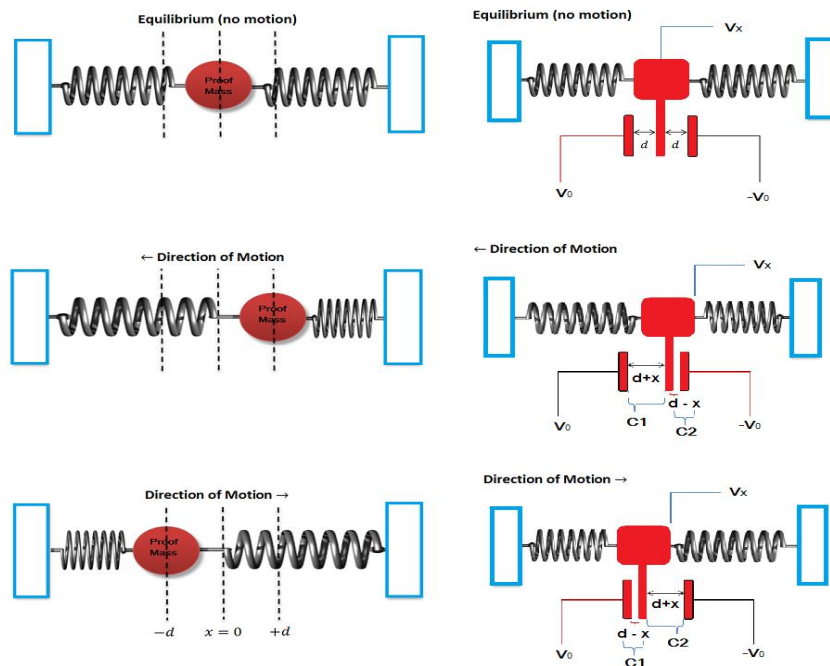 Equilibrium (no motion)
Proof
Mass
Equilibrium (no motion)
Vx
d
d
V0
-V0
← Direction of Motion
Proof
Mass
← Direction of Motion
Vx
d+x
d - x
C1
C2
V0
-V0
Direction of Motion →
Proof
Mass
-d
x = 0
+d
Direction of Motion →
Vx
d+x
d - x
C2
C1
V0
-V0